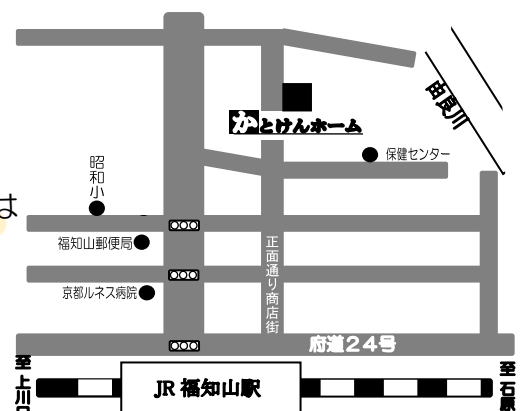 由良川
かとけんホーム
保健センター
昭和小
は
福知山郵便局
正面通り商店街
京都ルネス病院
府道24号
至上川口
JR 福知山駅
至石原